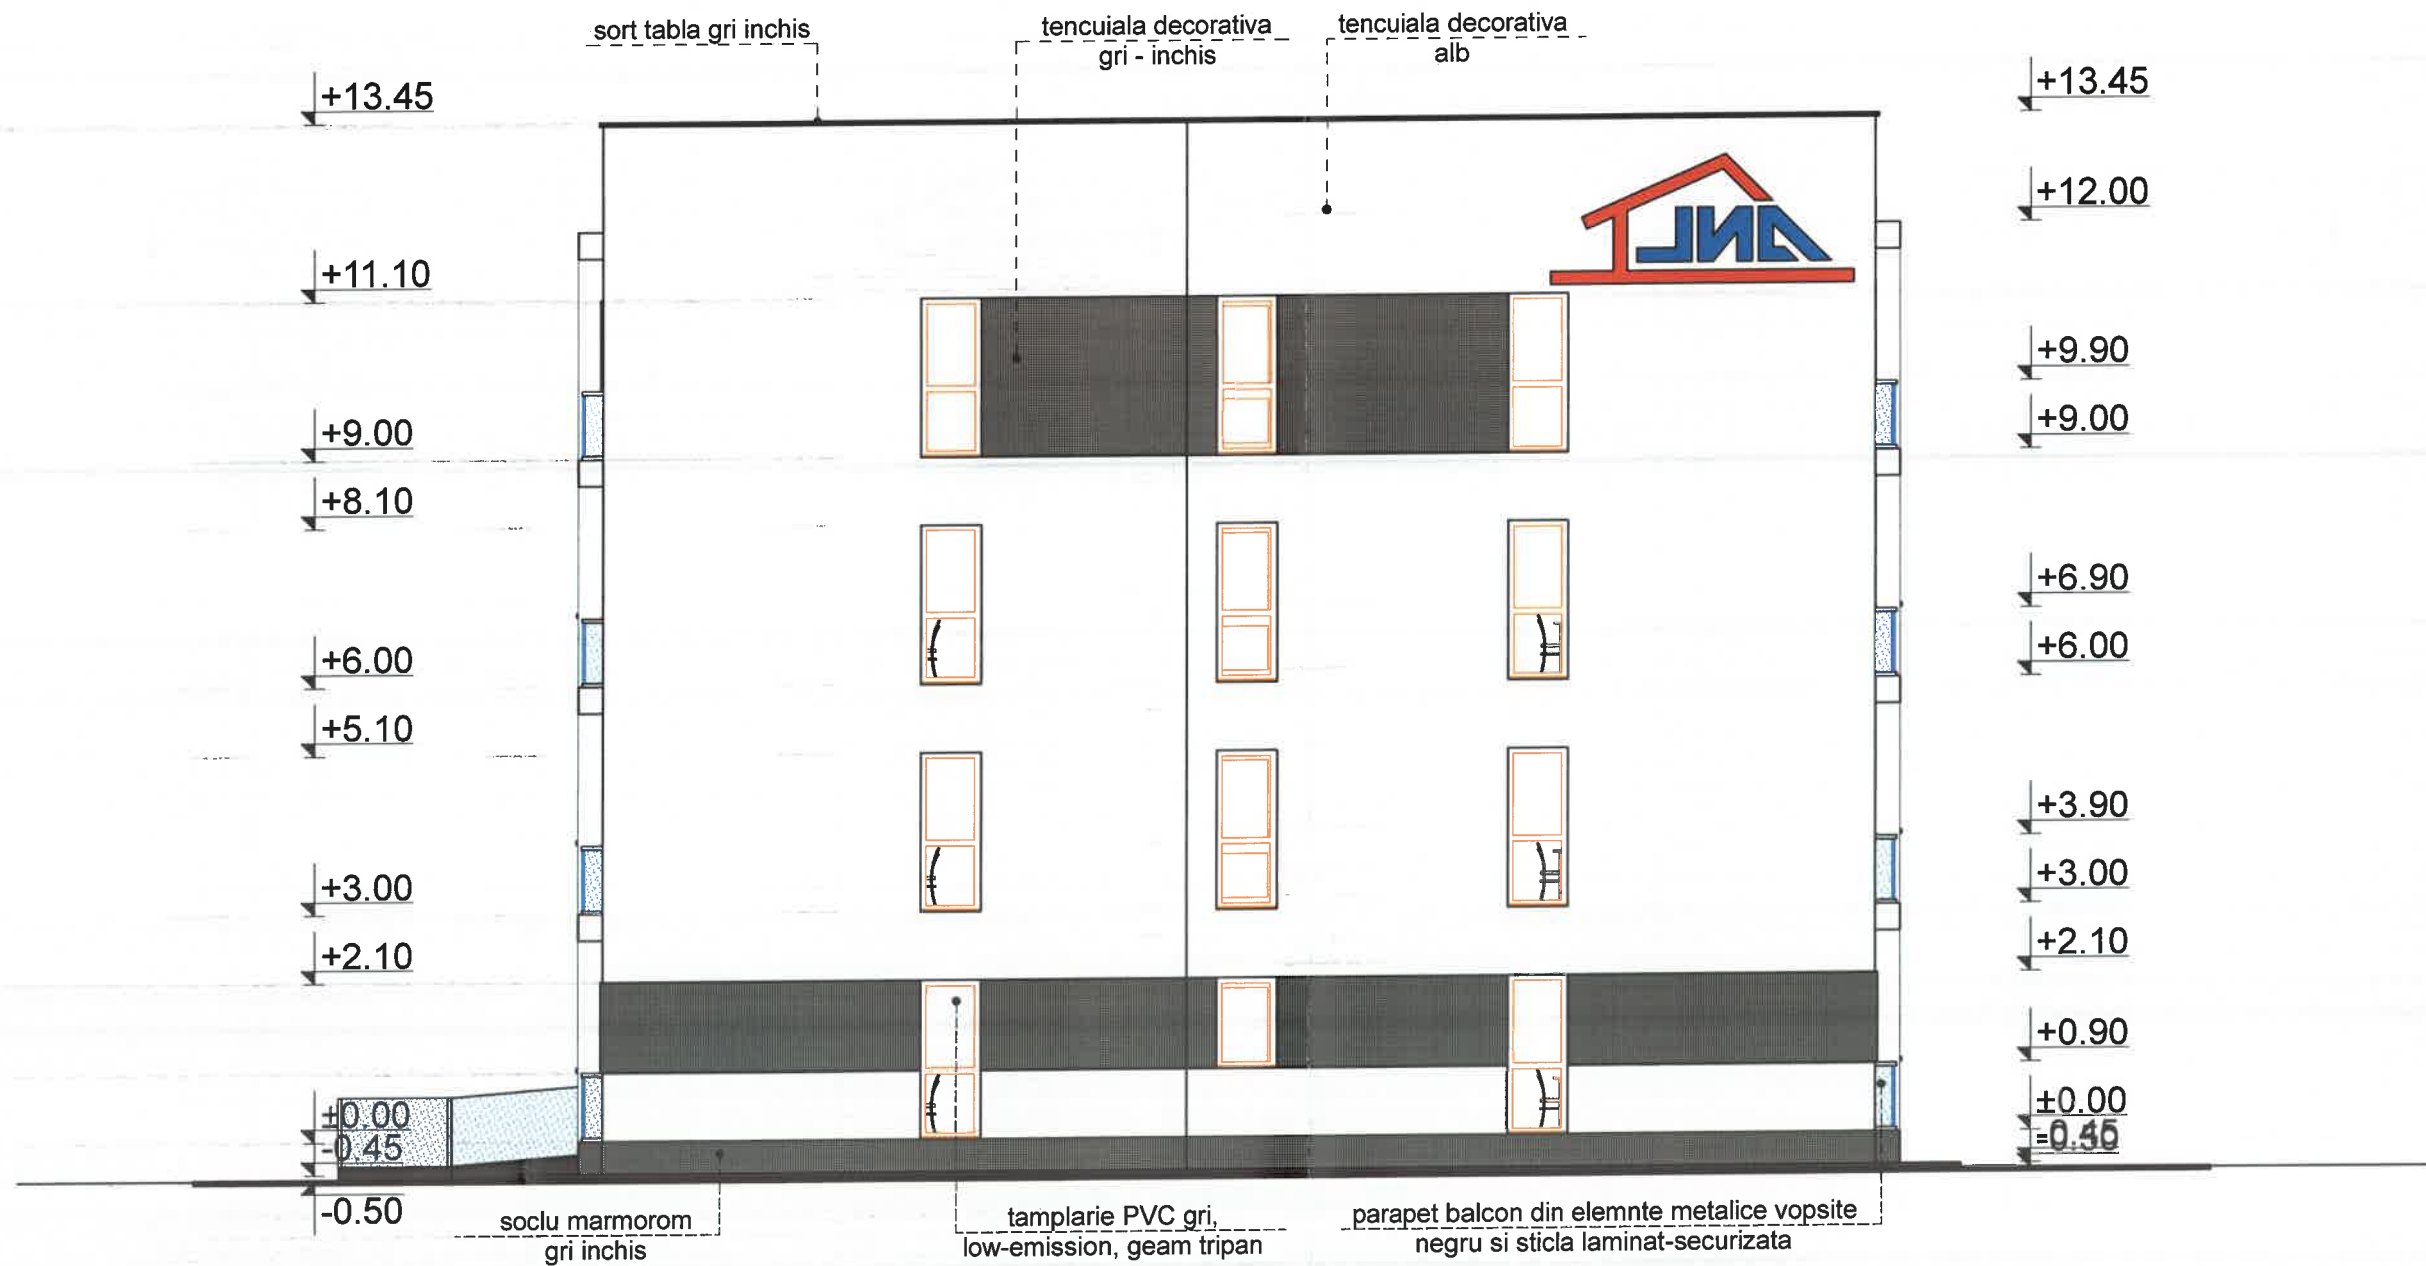 sort tabla gri inchis
tencuiala decorativa
gri - inchis
tencuiala decorativa
alb
+13.45
+11.10
+9.00
+8.10
+6.00
+5.10
+3.00
+2.10
±0.00
-0.45
-0.50
+13.45
+12.00
+9.90
+9.00
+6.90
+6.00
+3.90
+3.00
+2.10
+0.90
±0.00
ANL
soclu marmorom
gri inchis
tamplarie PVC gri,
low-emission, geam tripan
parapet balcon din elemnte metalice vopsite
negru si sticla laminat-securizata